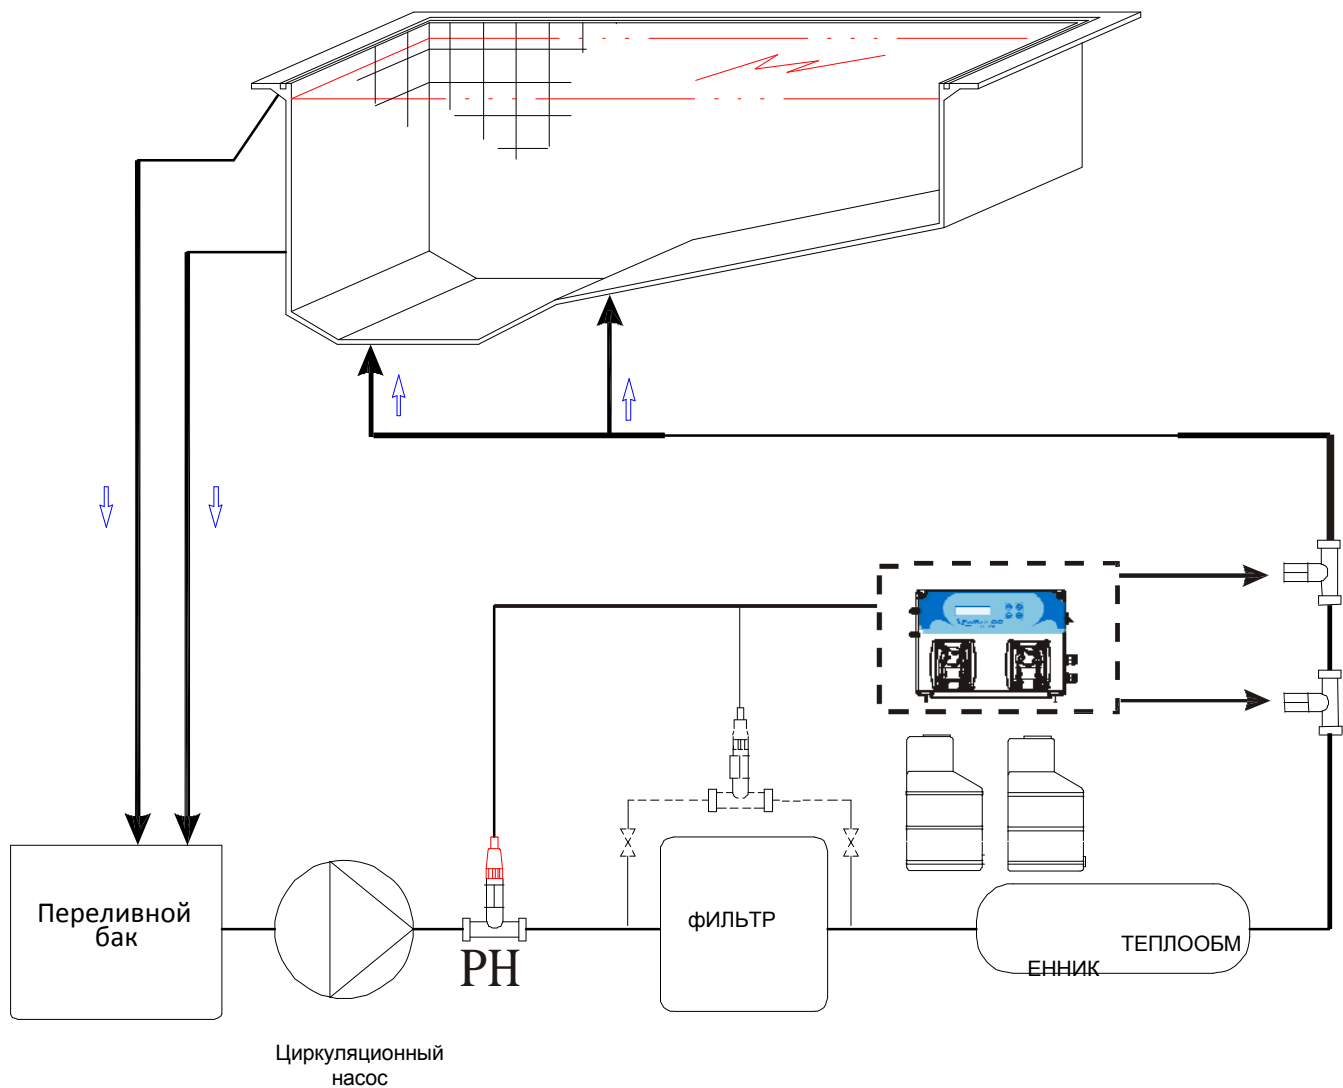 Переливной
бак
PH
фИЛЬТР
ТЕПЛООБМ
ЕННИК
Циркуляционный
насос